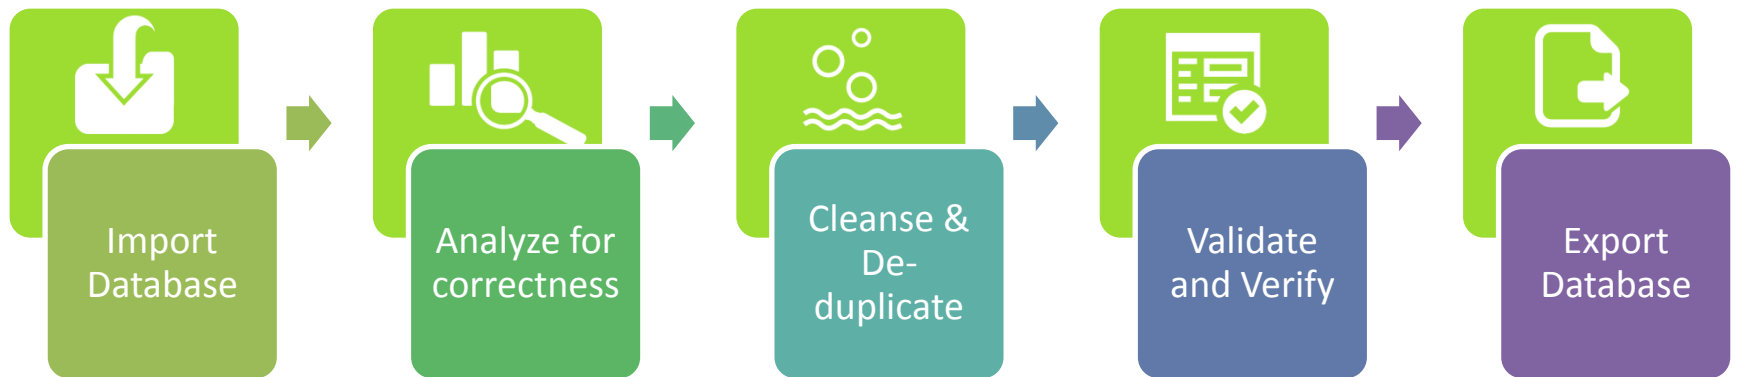 Import
Database
Analyze for
correctness
Cleanse &
De-
duplicate
Validate
and Verify
Export
Database